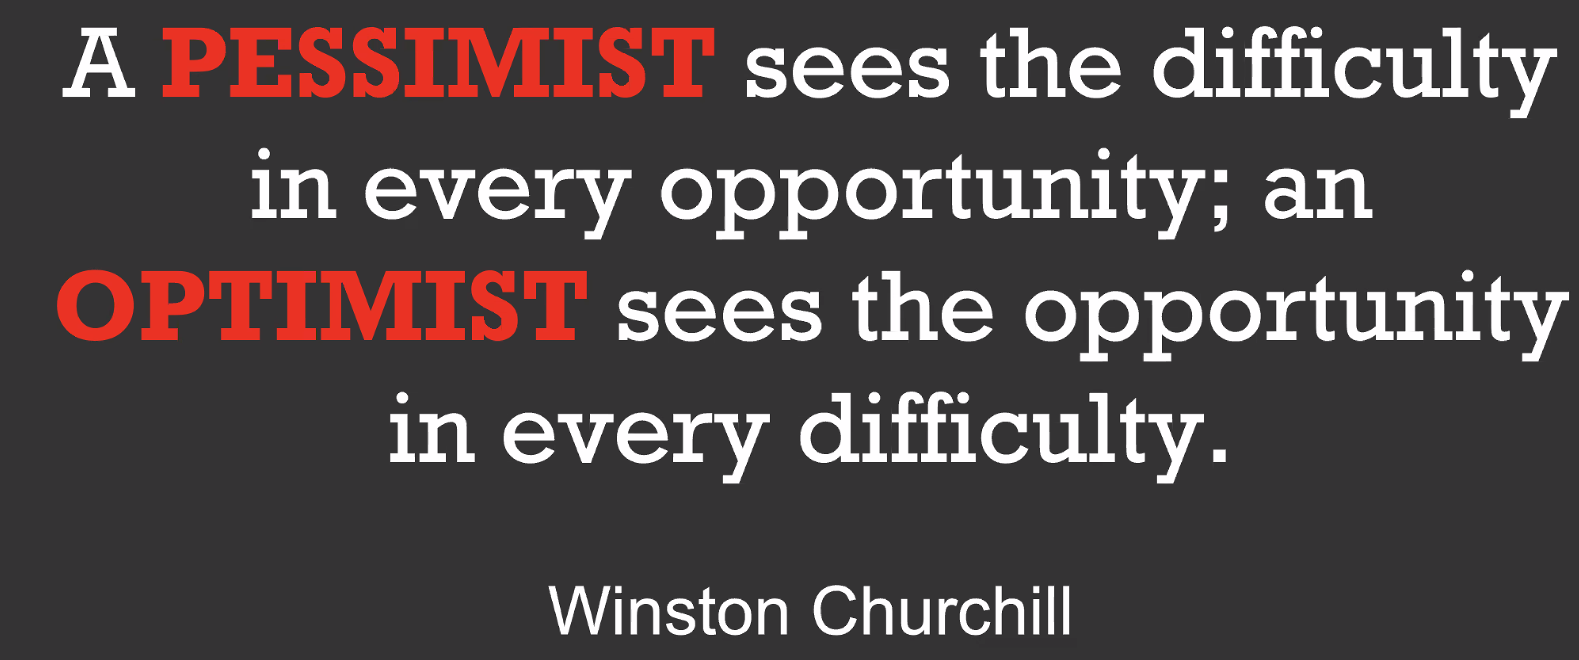 A PESSIMIST sees the difficulty
in every opportunity; an
OPTIMIST sees the opportunity
in every difficulty.
Winston Churchill